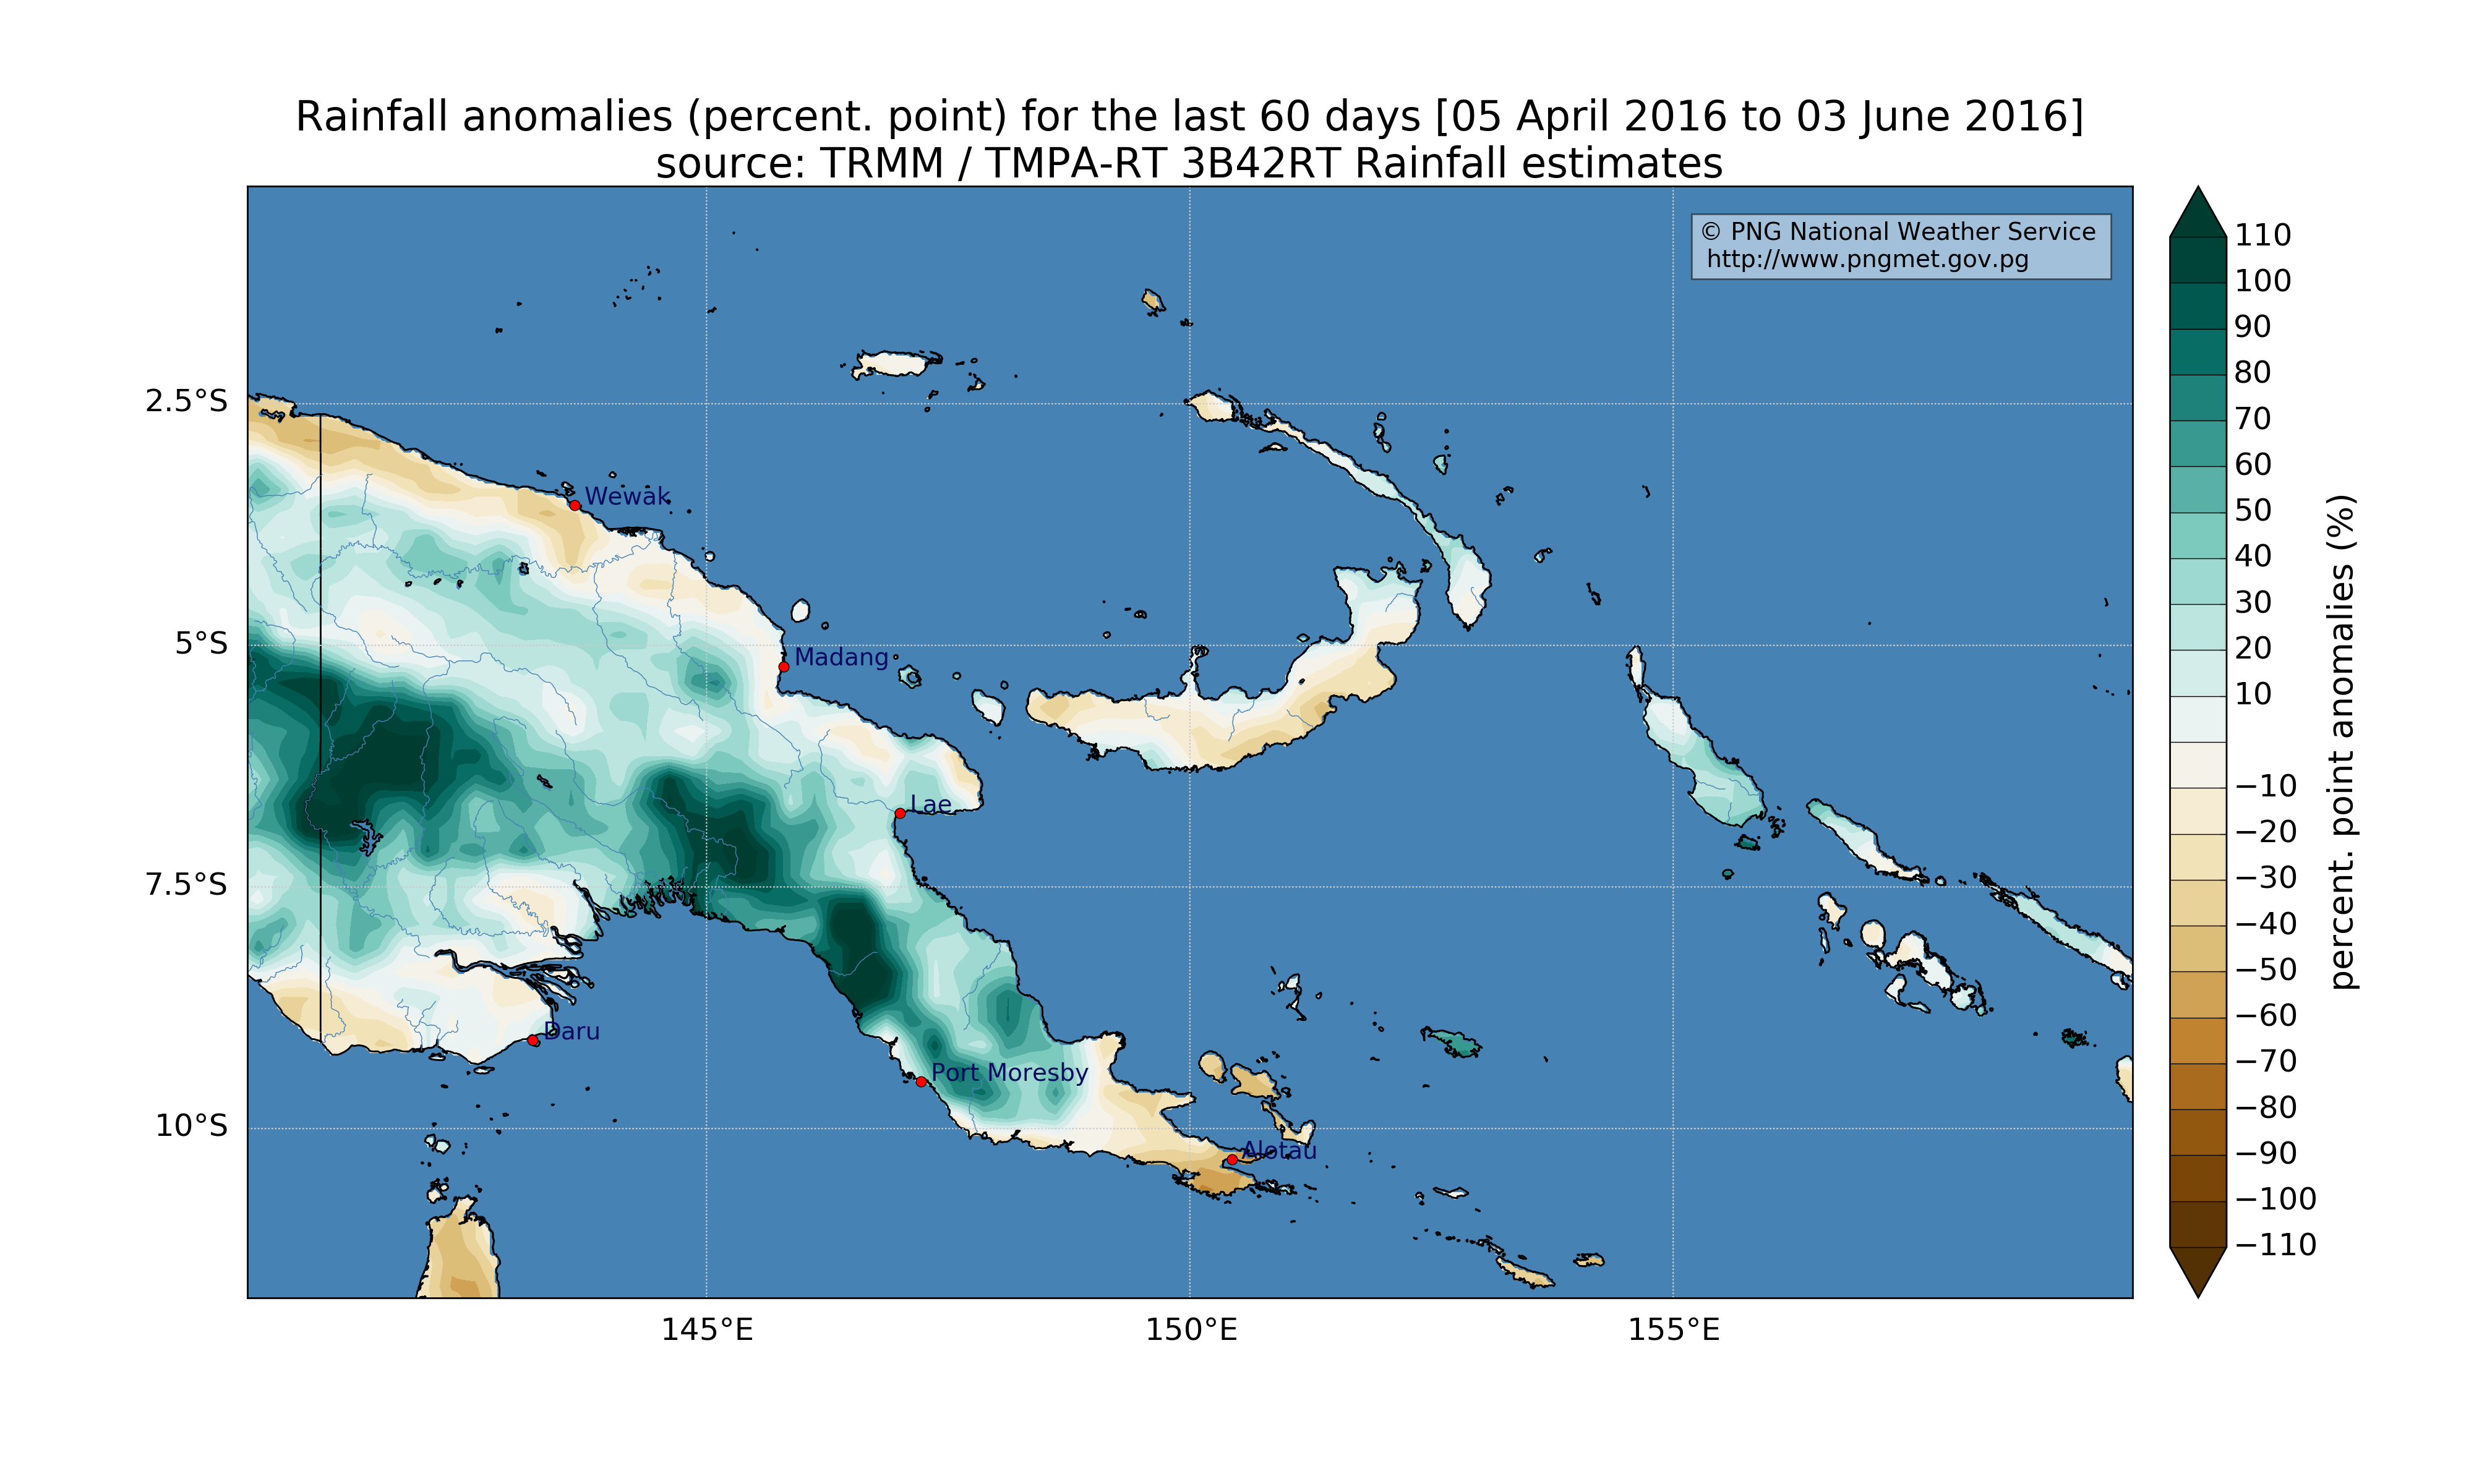 Rainfall anomalies (percent. point) for the last 60 days [05 April 2016 to 03 June 2016]
source: TRMM / TMPA-RT 3B42RT Rainfall estimates
© PNG National Weather Service
http://www.pngmet.gov.pg
2.5°S
5°S
7.5°S
10°S
Wewak
Madang
Lae
Daru
Port Moresby
Alotau
145°E
150°E
155°E
110
100
90
80
70
60
50
40
30
20
10
−10
−20
−30
−40
−50
−60
−70
−80
−90
−100
−110
percent. point anomalies (%)